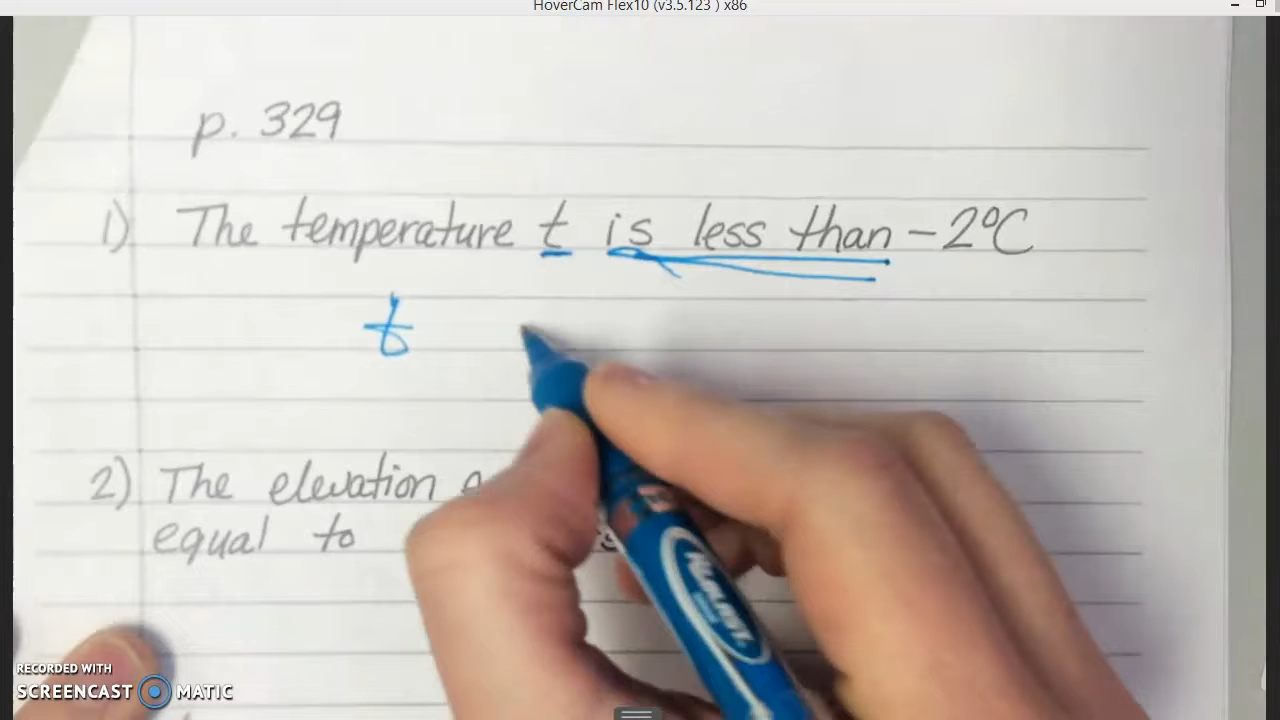 HoverCam Flex10 (v3.5.123 ) x86
p. 329
1) The temperature t is less than -2°C
t
2) The elevation
equal to
RECORDED WITH
SCREENCAST MATIC